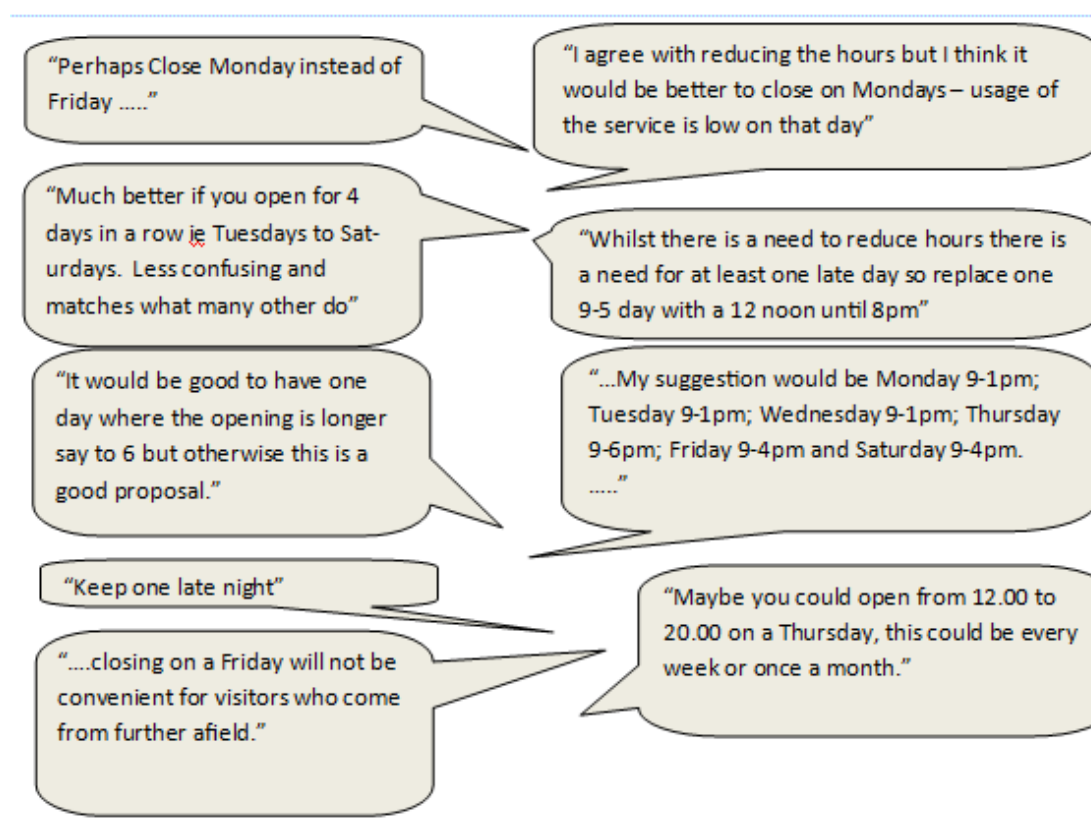 “Perhaps Close Monday instead of
Friday .....”
“I agree with reducing the hours but I think it
would be better to close on Mondays – usage of
the service is low on that day”
“Much better if you open for 4
days in a row ie Tuesdays to Sat-
urdays.  Less confusing and
matches what many other do”
“Whilst there is a need to reduce hours there is
a need for at least one late day so replace one
9-5 day with a 12 noon until 8pm”
“It would be good to have one
day where the opening is longer
say to 6 but otherwise this is a
good proposal.”
“...My suggestion would be Monday 9-1pm;
Tuesday 9-1pm; Wednesday 9-1pm; Thursday
9-6pm; Friday 9-4pm and Saturday 9-4pm.
.....”
“Keep one late night”
“Maybe you could open from 12.00 to
20.00 on a Thursday, this could be every
week or once a month.”
“....closing on a Friday will not be
convenient for visitors who come
from further afield.”